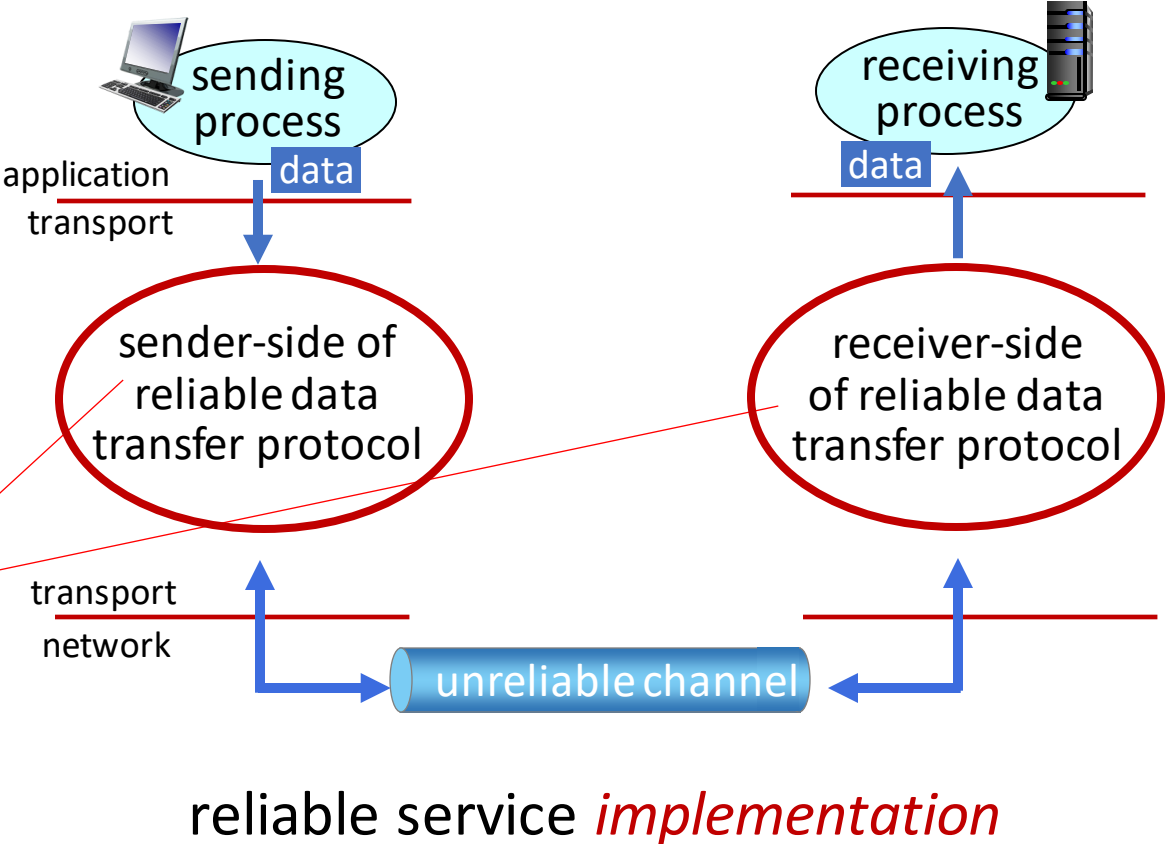 sending
process
data
application
transport
receiving
process
data
sender-side of
reliable data
transfer protocol
receiver-side
of reliable data
transfer protocol
transport
network
unreliable channel
reliable service implementation